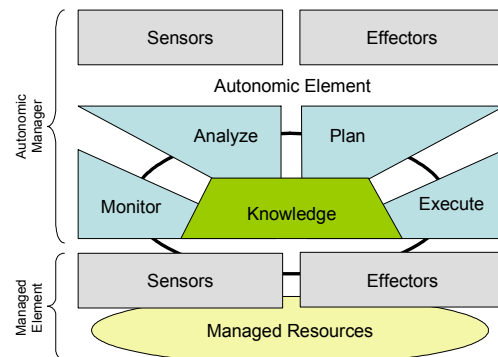 Sensors
Effectors
Autonomic Element
Autonomic
Manager
Analyze
Plan
Monitor
Knowledge
Execute
Managed
Element
Sensors
Effectors
Managed Resources